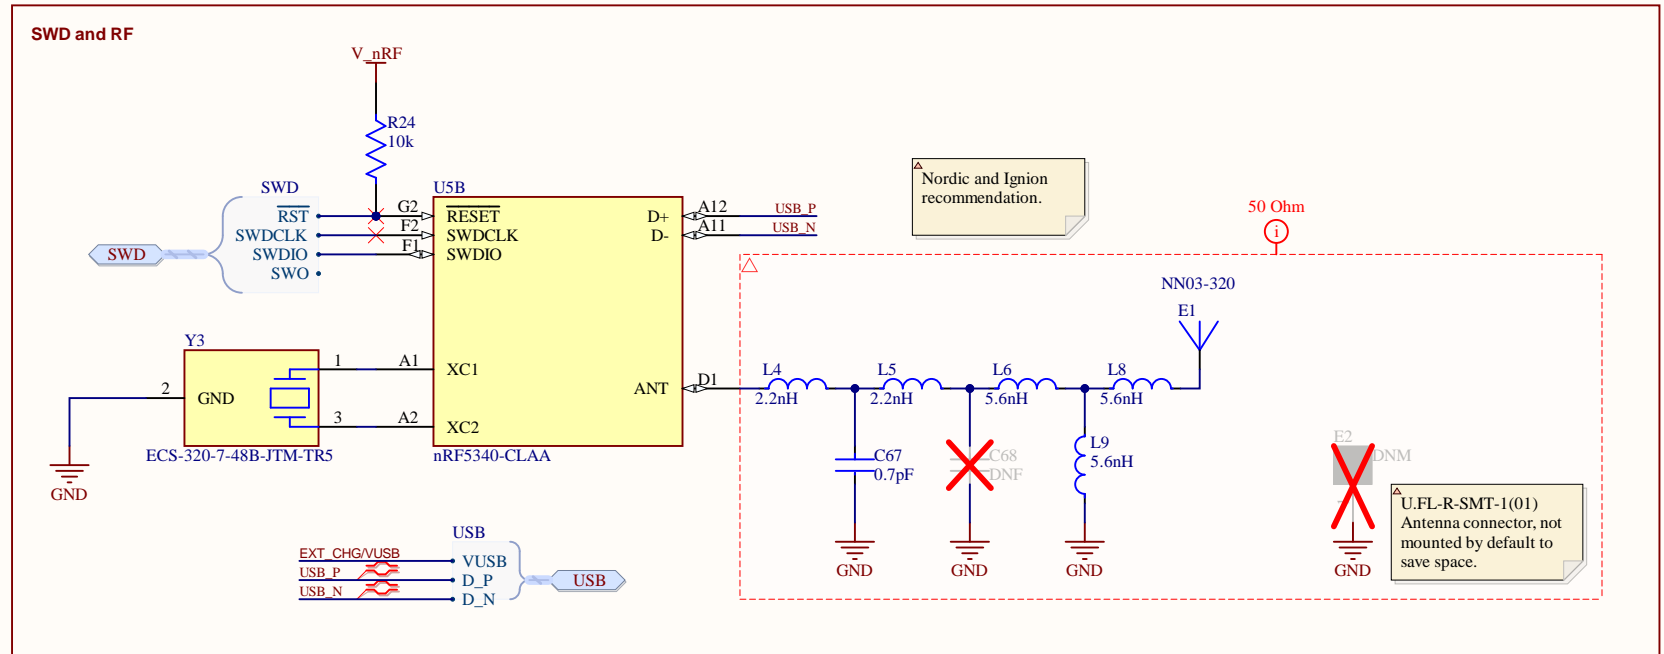 SWD and RF
V_nRF
R24
10k
SWD
RST
SWDCLK
SWDIO
SWO
SWD
G2
F2
F1
U5B
RESET
SWDCLK
SWDIO
D+
D-
A12
A11
USB_P
USB_N
Nordic and Ignion
recommendation.
50 Ohm
i
NN03-320
E1
Y3
1
2
GND
3
ECS-320-7-48B-JTM-TR5
GND
A1
XC1
A2
XC2
ANT
D1
nRF5340-CLAA
L4
2.2nH
L5
2.2nH
L6
5.6nH
L8
5.6nH
C67
0.7pF
GND
C68
DNF
GND
L9
5.6nH
GND
E2
DNM
GND
U.FL-R-SMT-1(01)
Antenna connector, not
mounted by default to
save space.
USB
EXT_CHG/VUSB
USB_P
USB_N
VUSB
D_P
D_N
USB